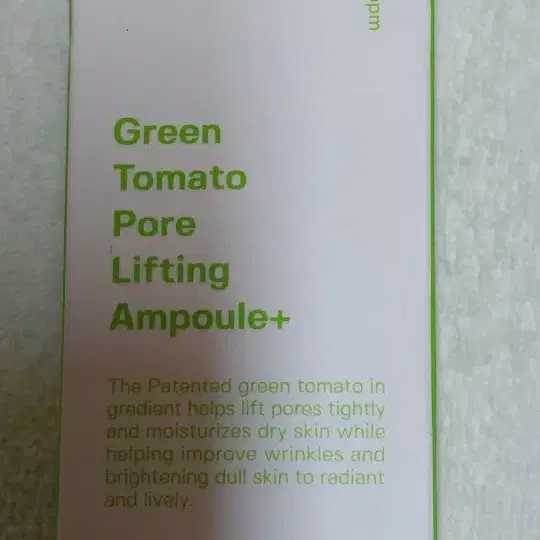 Green
Tomato
Pore
Lifting
Ampoule+
The Patented green tomato in
gredient helps lift pores tightly
and moisturizes dry skin while
helping improve wrinkles and
brightening dull skin to radiant
and lively.